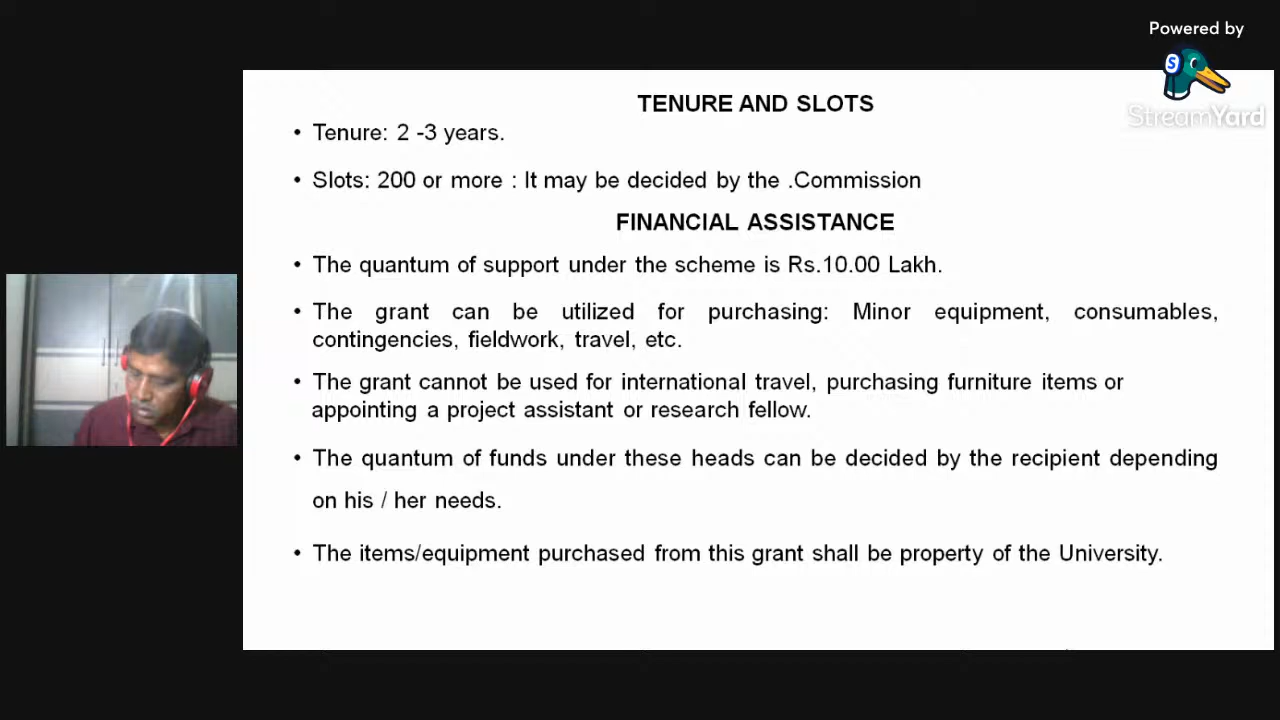 Powered by
S
StreamYard
TENURE AND SLOTS
• Tenure: 2 -3 years.
• Slots: 200 or more : It may be decided by the .Commission
FINANCIAL ASSISTANCE
• The quantum of support under the scheme is Rs.10.00 Lakh.
• The grant can be utilized for purchasing: Minor equipment, consumables,
contingencies, fieldwork, travel, etc.
• The grant cannot be used for international travel, purchasing furniture items or
appointing a project assistant or research fellow.
• The quantum of funds under these heads can be decided by the recipient depending
on his / her needs.
• The items/equipment purchased from this grant shall be property of the University.